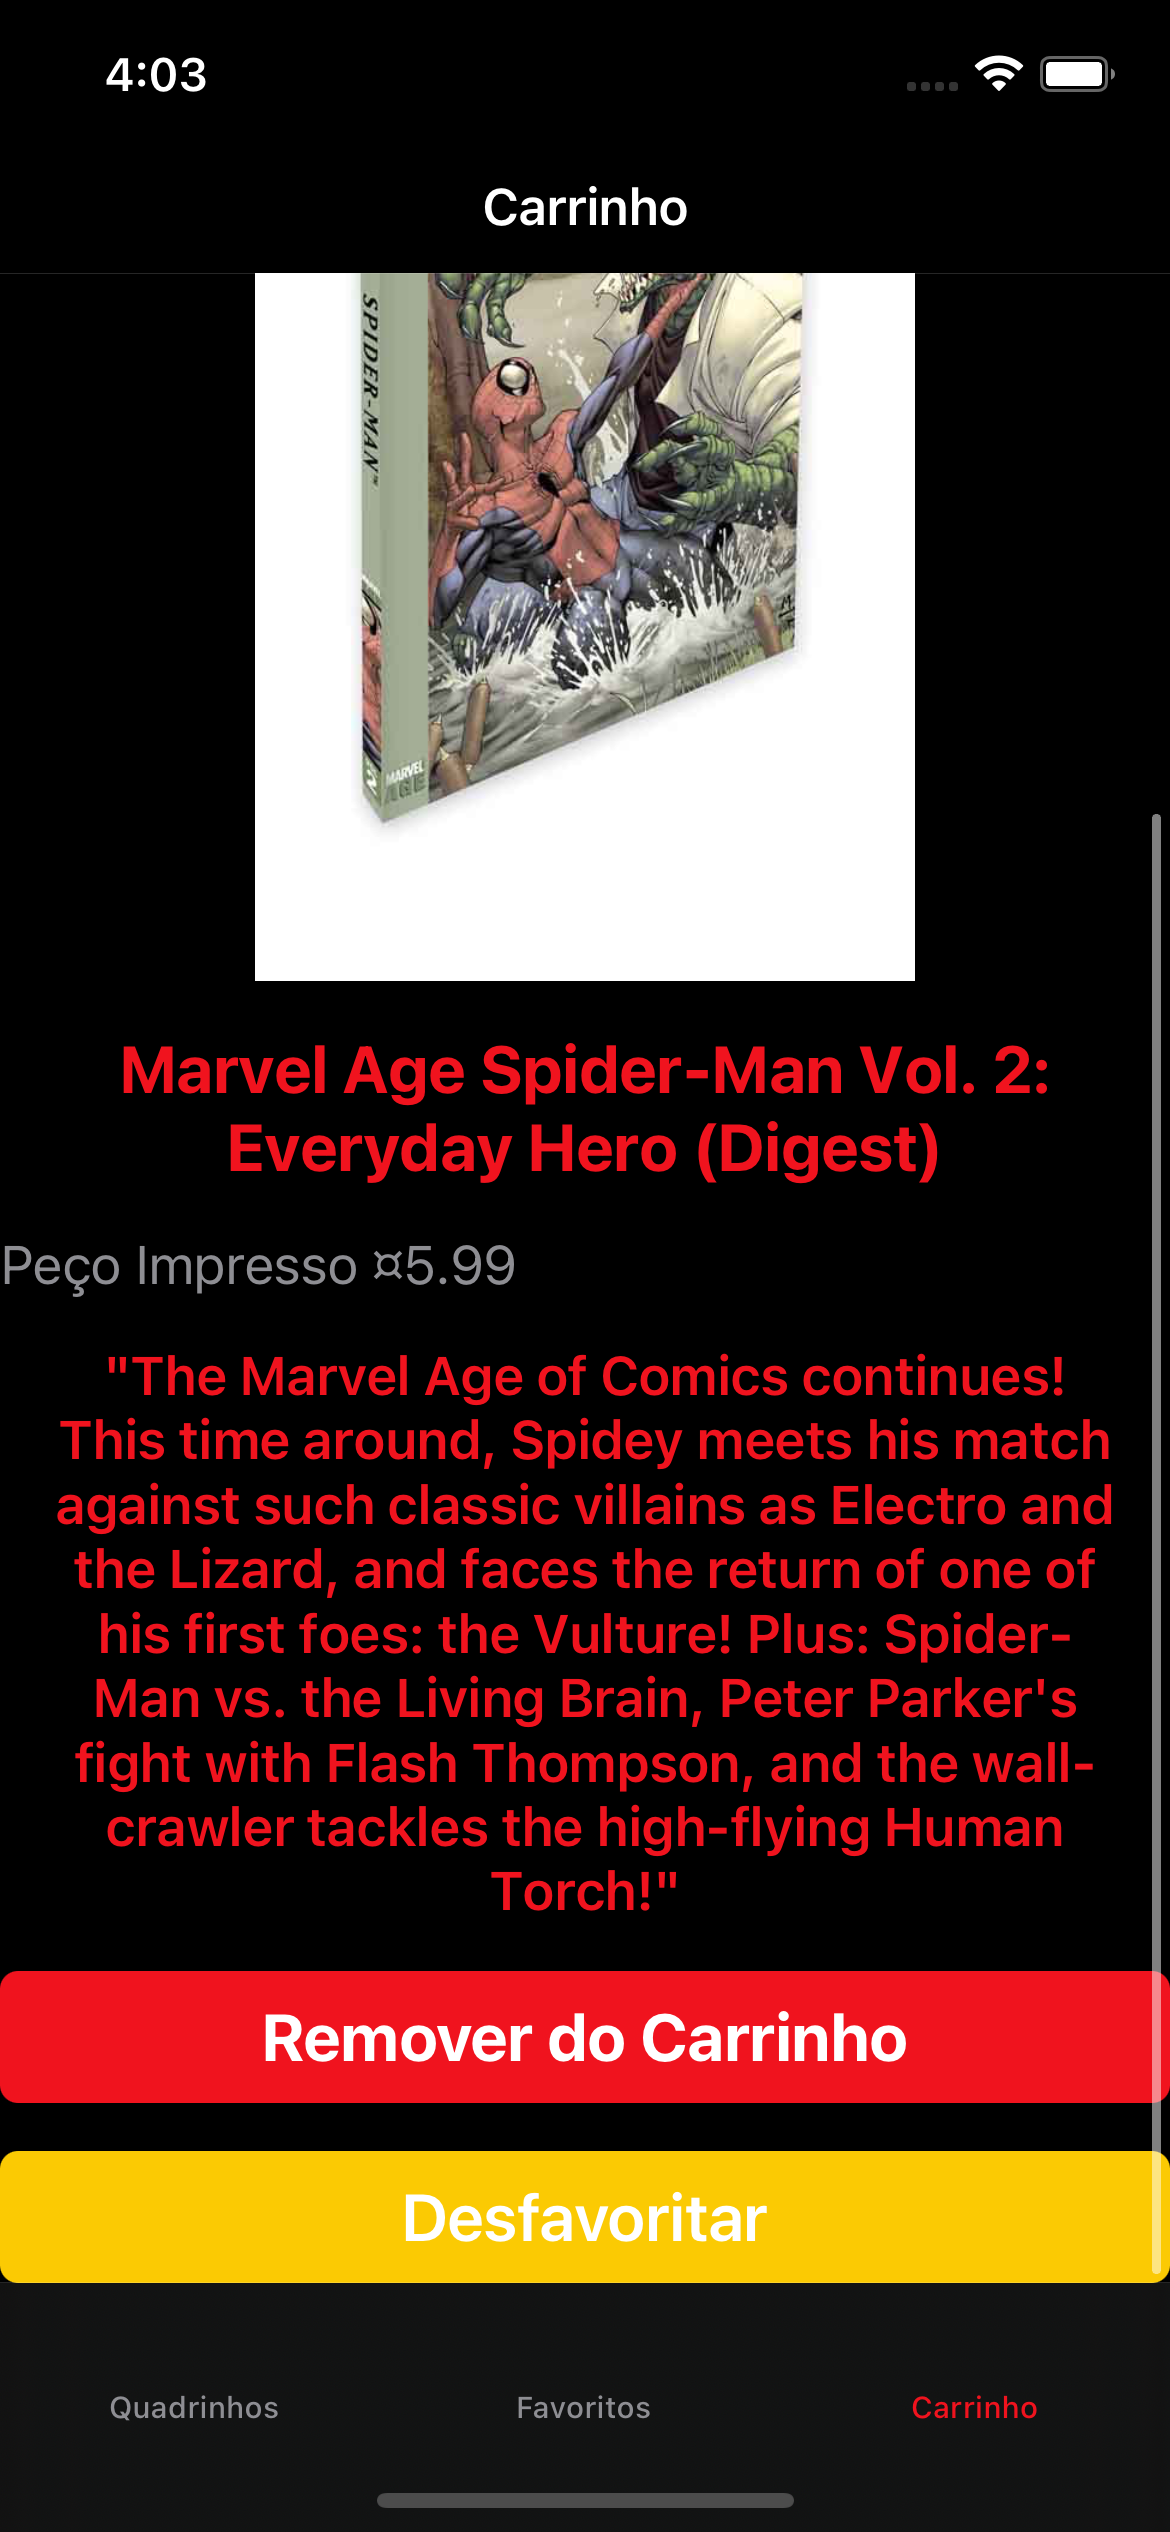 4:03
Carrinho
SPIDER-MAN
MARVEL
AGE
2
Marvel Age Spider-Man Vol. 2:
Everyday Hero (Digest)
Peço Impresso ¤5.99
"The Marvel Age of Comics continues!
This time around, Spidey meets his match
against such classic villains as Electro and
the Lizard, and faces the return of one of
his first foes: the Vulture! Plus: Spider-
Man vs. the Living Brain, Peter Parker's
fight with Flash Thompson, and the wall-
crawler tackles the high-flying Human
Torch!"
Remover do Carrinho
Desfavoritar
Quadrinhos
Favoritos
Carrinho